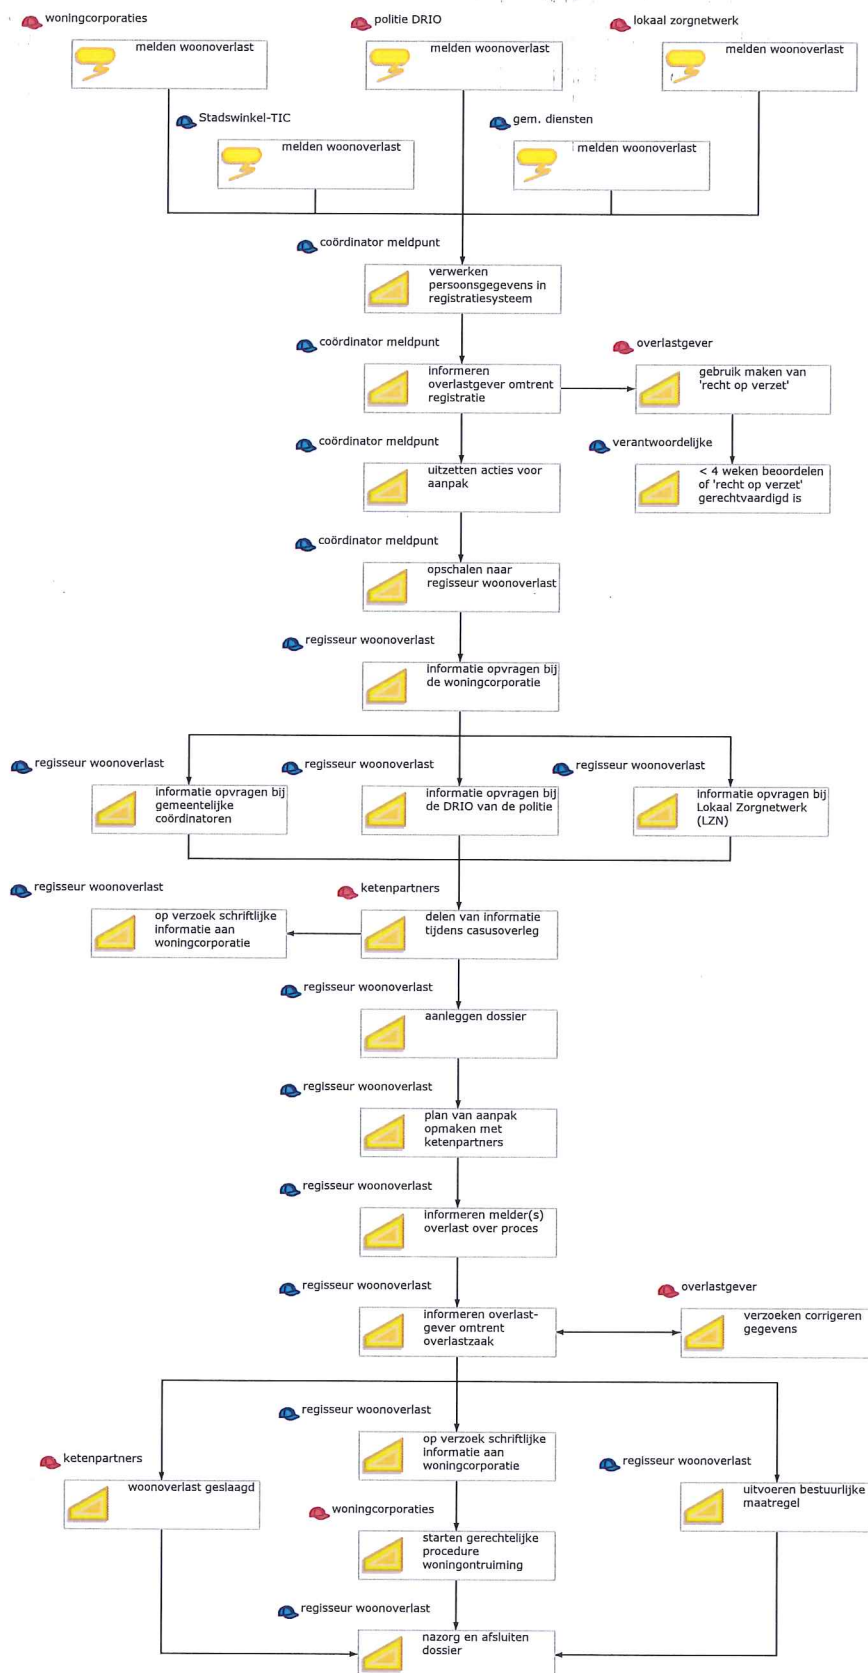 woningcorporaties
melden woonoverlast
politie DRIO
melden woonoverlast
lokaal zorgnetwerk
melden woonoverlast
Stadswinkel-TIC
melden woonoverlast
gem. diensten
melden woonoverlast
coördinator meldpunt
verwerken
persoonsgegevens in
registratiesysteem
coördinator meldpunt
informeren
overlastgever omtrent
registratie
overlastgever
gebruik maken van
'recht op verzet'
coördinator meldpunt
uitzetten acties voor
aanpak
verantwoordelijke
< 4 weken beoordelen
of 'recht op verzet'
gerechtvaardigd is
coördinator meldpunt
opschalen naar
regisseur woonoverlast
regisseur woonoverlast
informatie opvragen bij
de woningcorporatie
regisseur woonoverlast
informatie opvragen bij
gemeentelijke
coördinatoren
regisseur woonoverlast
informatie opvragen bij
de DRIO van de politie
regisseur woonoverlast
informatie opvragen bij
Lokaal Zorgnetwerk
(LZN)
regisseur woonoverlast
op verzoek schriftlijke
informatie aan
woningcorporatie
ketenpartners
delen van informatie
tijdens casusoverleg
regisseur woonoverlast
aanleggen dossier
regisseur woonoverlast
plan van aanpak
opmaken met
ketenpartners
regisseur woonoverlast
informeren melder(s)
overlast over proces
regisseur woonoverlast
informeren overlast-
gever omtrent
overlastzaak
overlastgever
verzoeken corrigeren
gegevens
ketenpartners
woonoverlast geslaagd
regisseur woonoverlast
op verzoek schriftlijke
informatie aan
woningcorporatie
regisseur woonoverlast
uitvoeren bestuurlijke
maatregel
woningcorporaties
starten gerechtelijke
procedure
woningontruiming
regisseur woonoverlast
nazorg en afsluiten
dossier